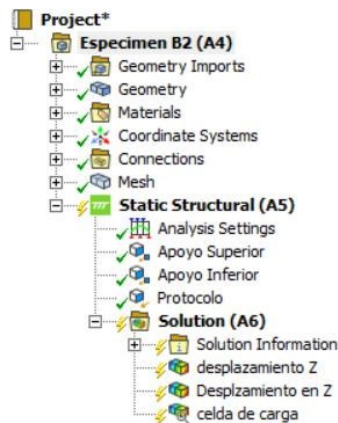 Project*
Especimen B2 (A4)
Geometry Imports
Geometry
Materials
Coordinate Systems
Connections
Mesh
Static Structural (A5)
Analysis Settings
Apoyo Superior
Apoyo Inferior
Protocolo
Solution (A6)
Solution Information
desplazamiento Z
Desplzamiento en Z
celda de carga